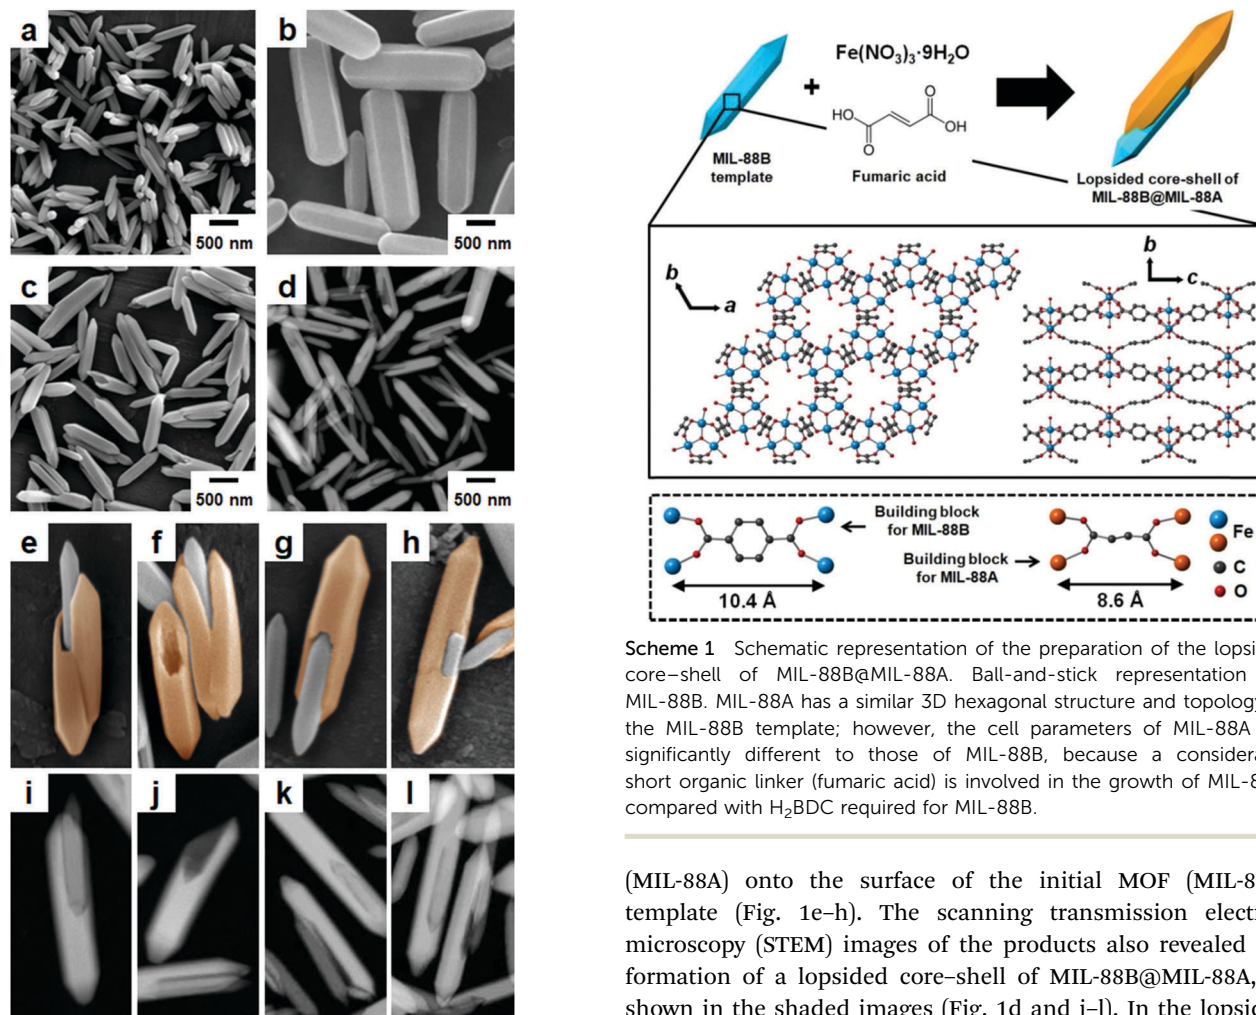 a
b
500 nm
500 nm
c
d
500 nm
500 nm
e
f
g
h
i
j
k
l
Fe(NO₃)₃·9H₂O
+
HO
O
O
OH
MIL-88B
template
Fumaric acid
Lopsided core-shell of
MIL-88B@MIL-88A
b
a
b
c
Building block
for MIL-88B
Building block
for MIL-88A
10.4 Å
8.6 Å
Fe
C
O
Scheme 1 Schematic representation of the preparation of the lopsi
core–shell of MIL-88B@MIL-88A. Ball-and-stick representation
MIL-88B. MIL-88A has a similar 3D hexagonal structure and topology
the MIL-88B template; however, the cell parameters of MIL-88A
significantly different to those of MIL-88B, because a considera
short organic linker (fumaric acid) is involved in the growth of MIL-8
compared with H₂BDC required for MIL-88B.
(MIL-88A) onto the surface of the initial MOF (MIL-8
template (Fig. 1e–h). The scanning transmission elect
microscopy (STEM) images of the products also revealed
formation of a lopsided core–shell of MIL-88B@MIL-88A,
shown in the shaded images (Fig. 1d and i–l). In the lopsi